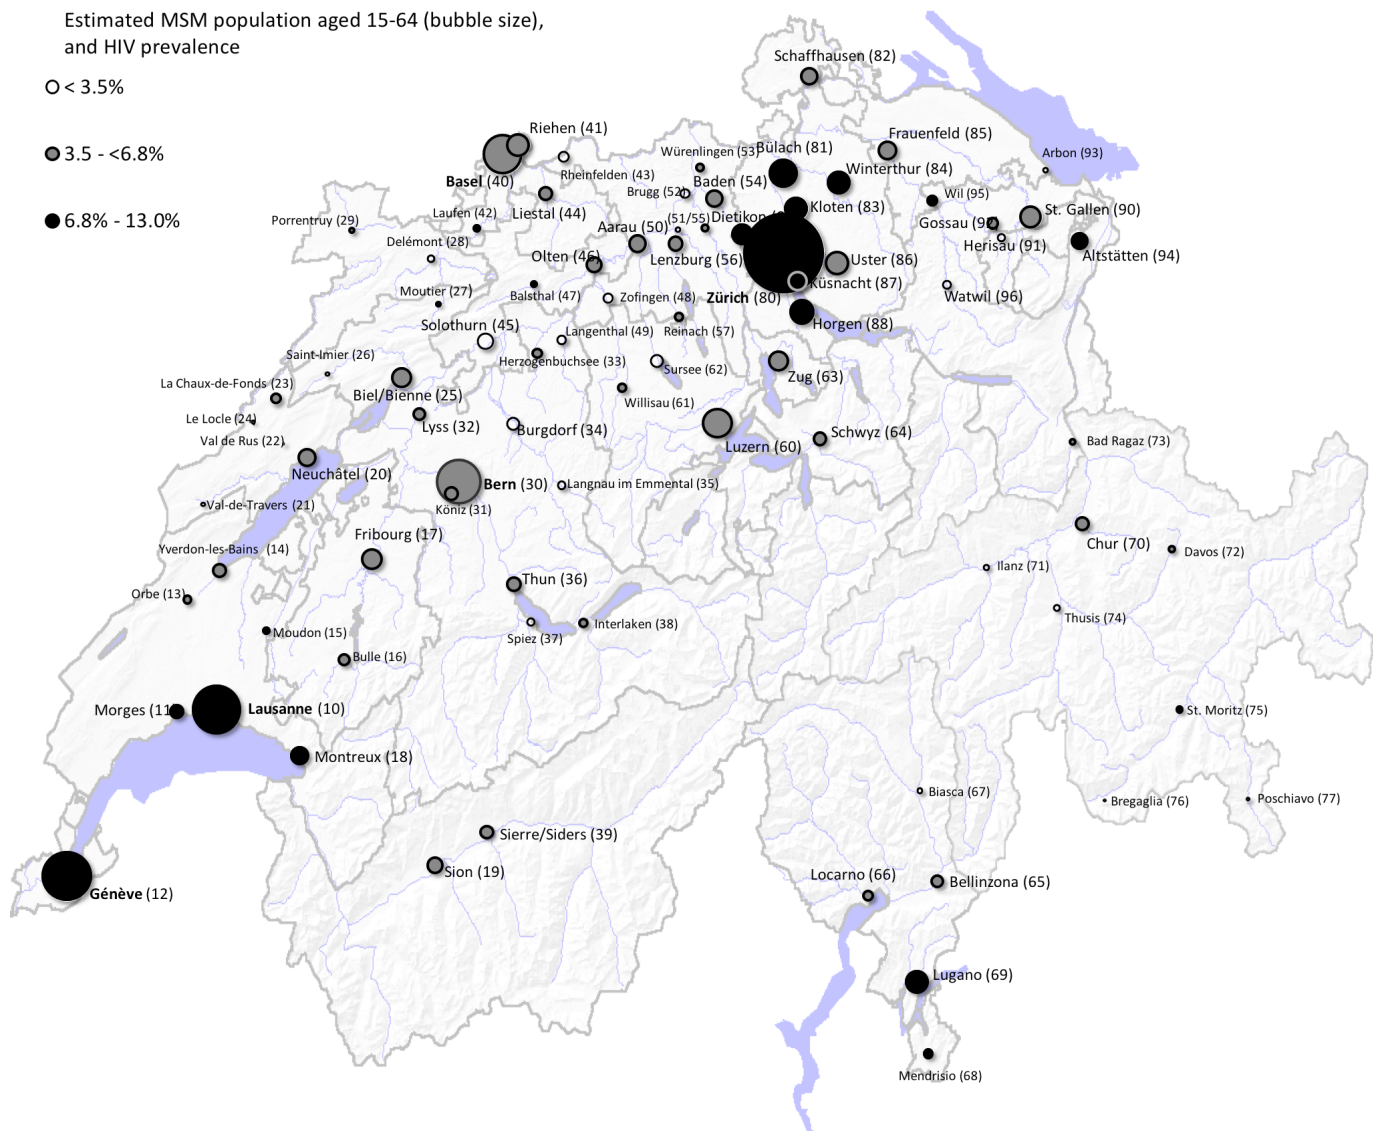 Estimated MSM population aged 15-64 (bubble size),
and HIV prevalence
< 3.5%
3.5 - <6.8%
6.8% - 13.0%
Schaffhausen (82)
Riehen (41)
Frauenfeld (85)
Würenlingen (53)
Bülach (81)
Arbon (93)
Rheinfelden (43)
Winterthur (84)
Basel (40)
Baden (54)
Brugg (52)
Wil (95)
Laufen (42)
Liestal (44)
Kloten (83)
St. Gallen (90)
Porrentruy (29)
(51/55)
Dietikon
Aarau (50)
Gossau (92)
Delémont (28)
Herisau (91)
Olten (46)
Lenzburg (56)
Uster (86)
Altstätten (94)
Moutier (27)
Balsthal (47)
Zofingen (48)
Zürich (80)
Küsnacht (87)
Watwil (96)
Solothurn (45)
Langenthal (49)
Reinach (57)
Horgen (88)
Saint-Imier (26)
Herzogenbuchsee (33)
Sursee (62)
Zug (63)
La Chaux-de-Fonds (23)
Biel/Bienne (25)
Willisau (61)
Le Locle (24)
Lyss (32)
Burgdorf (34)
Schwyz (64)
Val de Rus (22)
Luzern (60)
Bad Ragaz (73)
Neuchâtel (20)
Bern (30)
Langnau im Emmental (35)
Val-de-Travers (21)
Köniz (31)
Fribourg (17)
Chur (70)
Yverdon-les-Bains (14)
Davos (72)
Ilanz (71)
Thun (36)
Orbe (13)
Thusis (74)
Moudon (15)
Spiez (37)
Interlaken (38)
Bulle (16)
Morges (11)
Lausanne (10)
St. Moritz (75)
Montreux (18)
Biasca (67)
Bregaglia (76)
Poschiavo (77)
Sierre/Siders (39)
Sion (19)
Locarno (66)
Bellinzona (65)
Génève (12)
Lugano (69)
Mendrisio (68)